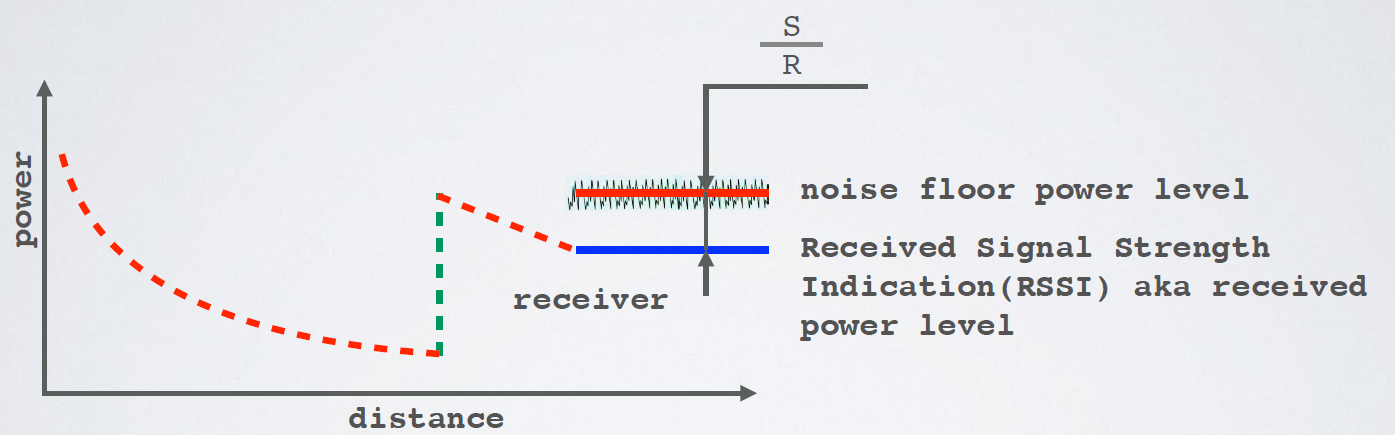 S
R
power
noise floor power level
Received Signal Strength
Indication(RSSI) aka received
power level
receiver
distance